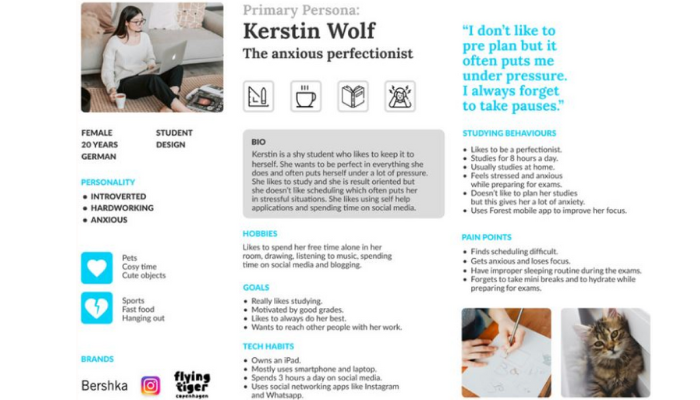 Primary Persona:
Kerstin Wolf
The anxious perfectionist
FEMALE
20 YEARS
GERMAN
STUDENT
DESIGN
PERSONALITY
• INTROVERTED
• HARDWORKING
• ANXIOUS
Pets
Cosy time
Cute objects
Sports
Fast food
Hanging out
BRANDS
Bershka
flying
tiger
copenhagen
BIO
Kerstin is a shy student who likes to keep it to
herself. She wants to be perfect in everything she
does and often puts herself under a lot of pressure.
She likes to study and she is result oriented but
she doesn't like scheduling which often puts her
in stressful situations. She likes using self help
applications and spending time on social media.
HOBBIES
Likes to spend her free time alone in her
room, drawing, listening to music, spending
time on social media and blogging.
GOALS
• Really likes studying.
• Motivated by good grades.
• Likes to always do her best.
• Wants to reach other people with her work.
TECH HABITS
• Owns an iPad.
• Mostly uses smartphone and laptop.
• Spends 3 hours a day on social media.
• Uses social networking apps like Instagram
and Whatsapp.
“I don’t like to
pre plan but it
often puts me
under pressure.
I always forget
to take pauses.”
STUDYING BEHAVIOURS
• Likes to be a perfectionist.
• Studies for 8 hours a day.
• Usually studies at home.
• Feels stressed and anxious
while preparing for exams.
• Doesn't like to plan her studies
but this gives her a lot of anxiety.
• Uses Forest mobile app to improve her focus.
PAIN POINTS
• Finds scheduling difficult.
• Gets anxious and loses focus.
• Have improper sleeping routine during the exams.
• Forgets to take mini breaks and to hydrate while
preparing for exams.